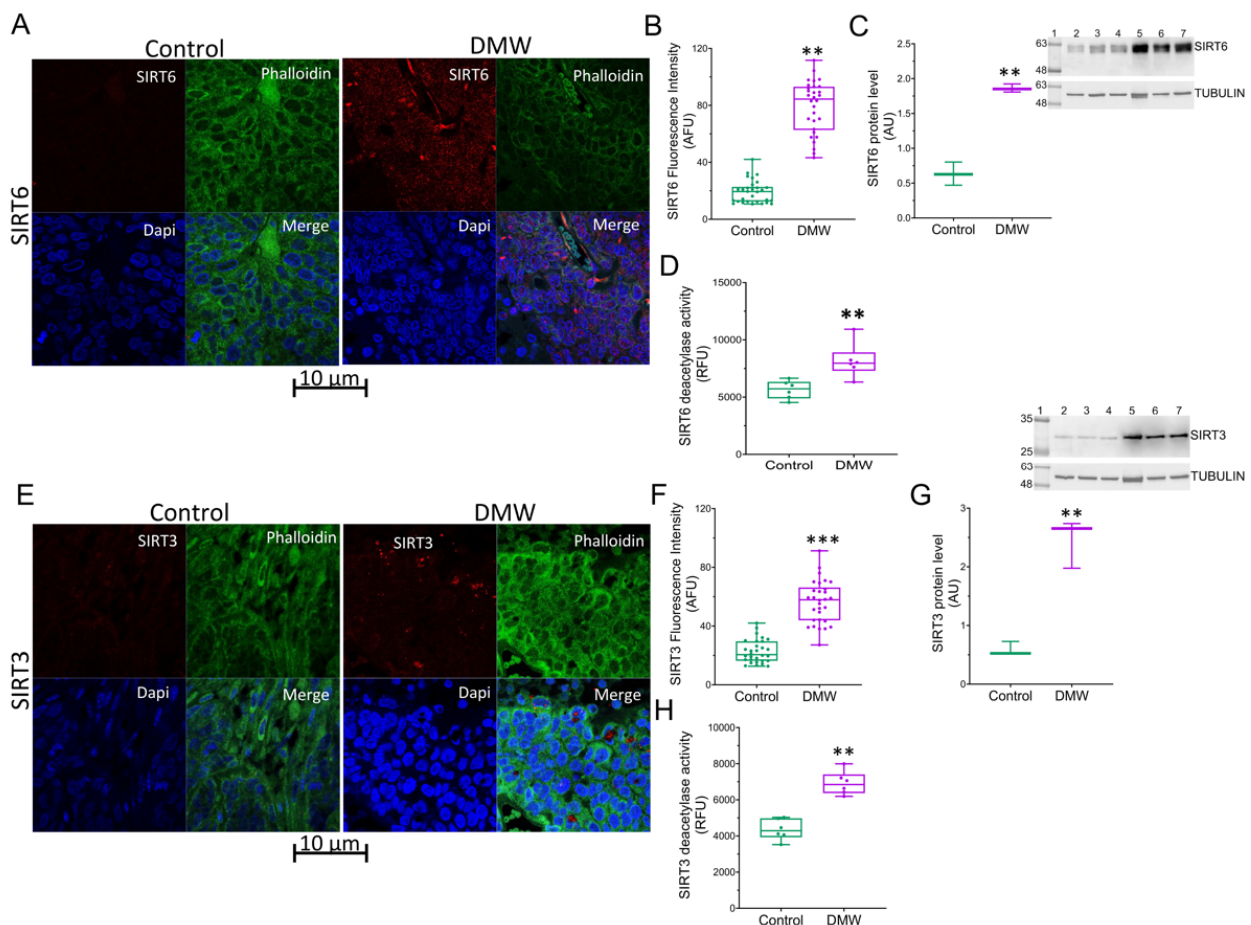 A
Control
DMW
SIRT6
SIRT6
Phalloidin
SIRT6
Phalloidin
Dapi
Merge
Dapi
Merge
10 µm
B
SIRT6 Fluorescence Intensity
(AFU)
120
80
40
0
**
Control
DMW
C
SIRT6 protein level
(AU)
2.5
2.0
1.5
1.0
0.5
0.0
**
Control
DMW
1 2 3 4 5 6 7
63
48
SIRT6
63
48
TUBULIN
D
SIRT6 deacetylase activity
(RFU)
15000
10000
5000
0
**
Control
DMW
E
Control
DMW
SIRT3
SIRT3
Phalloidin
SIRT3
Phalloidin
Dapi
Merge
Dapi
Merge
10 µm
F
SIRT3 Fluorescence Intensity
(AFU)
120
80
40
0
***
Control
DMW
1 2 3 4 5 6 7
35
25
SIRT3
63
48
TUBULIN
G
SIRT3 protein level
(AU)
3
2
1
0
**
Control
DMW
H
SIRT3 deacetylase activity
(RFU)
10000
8000
6000
4000
2000
0
**
Control
DMW